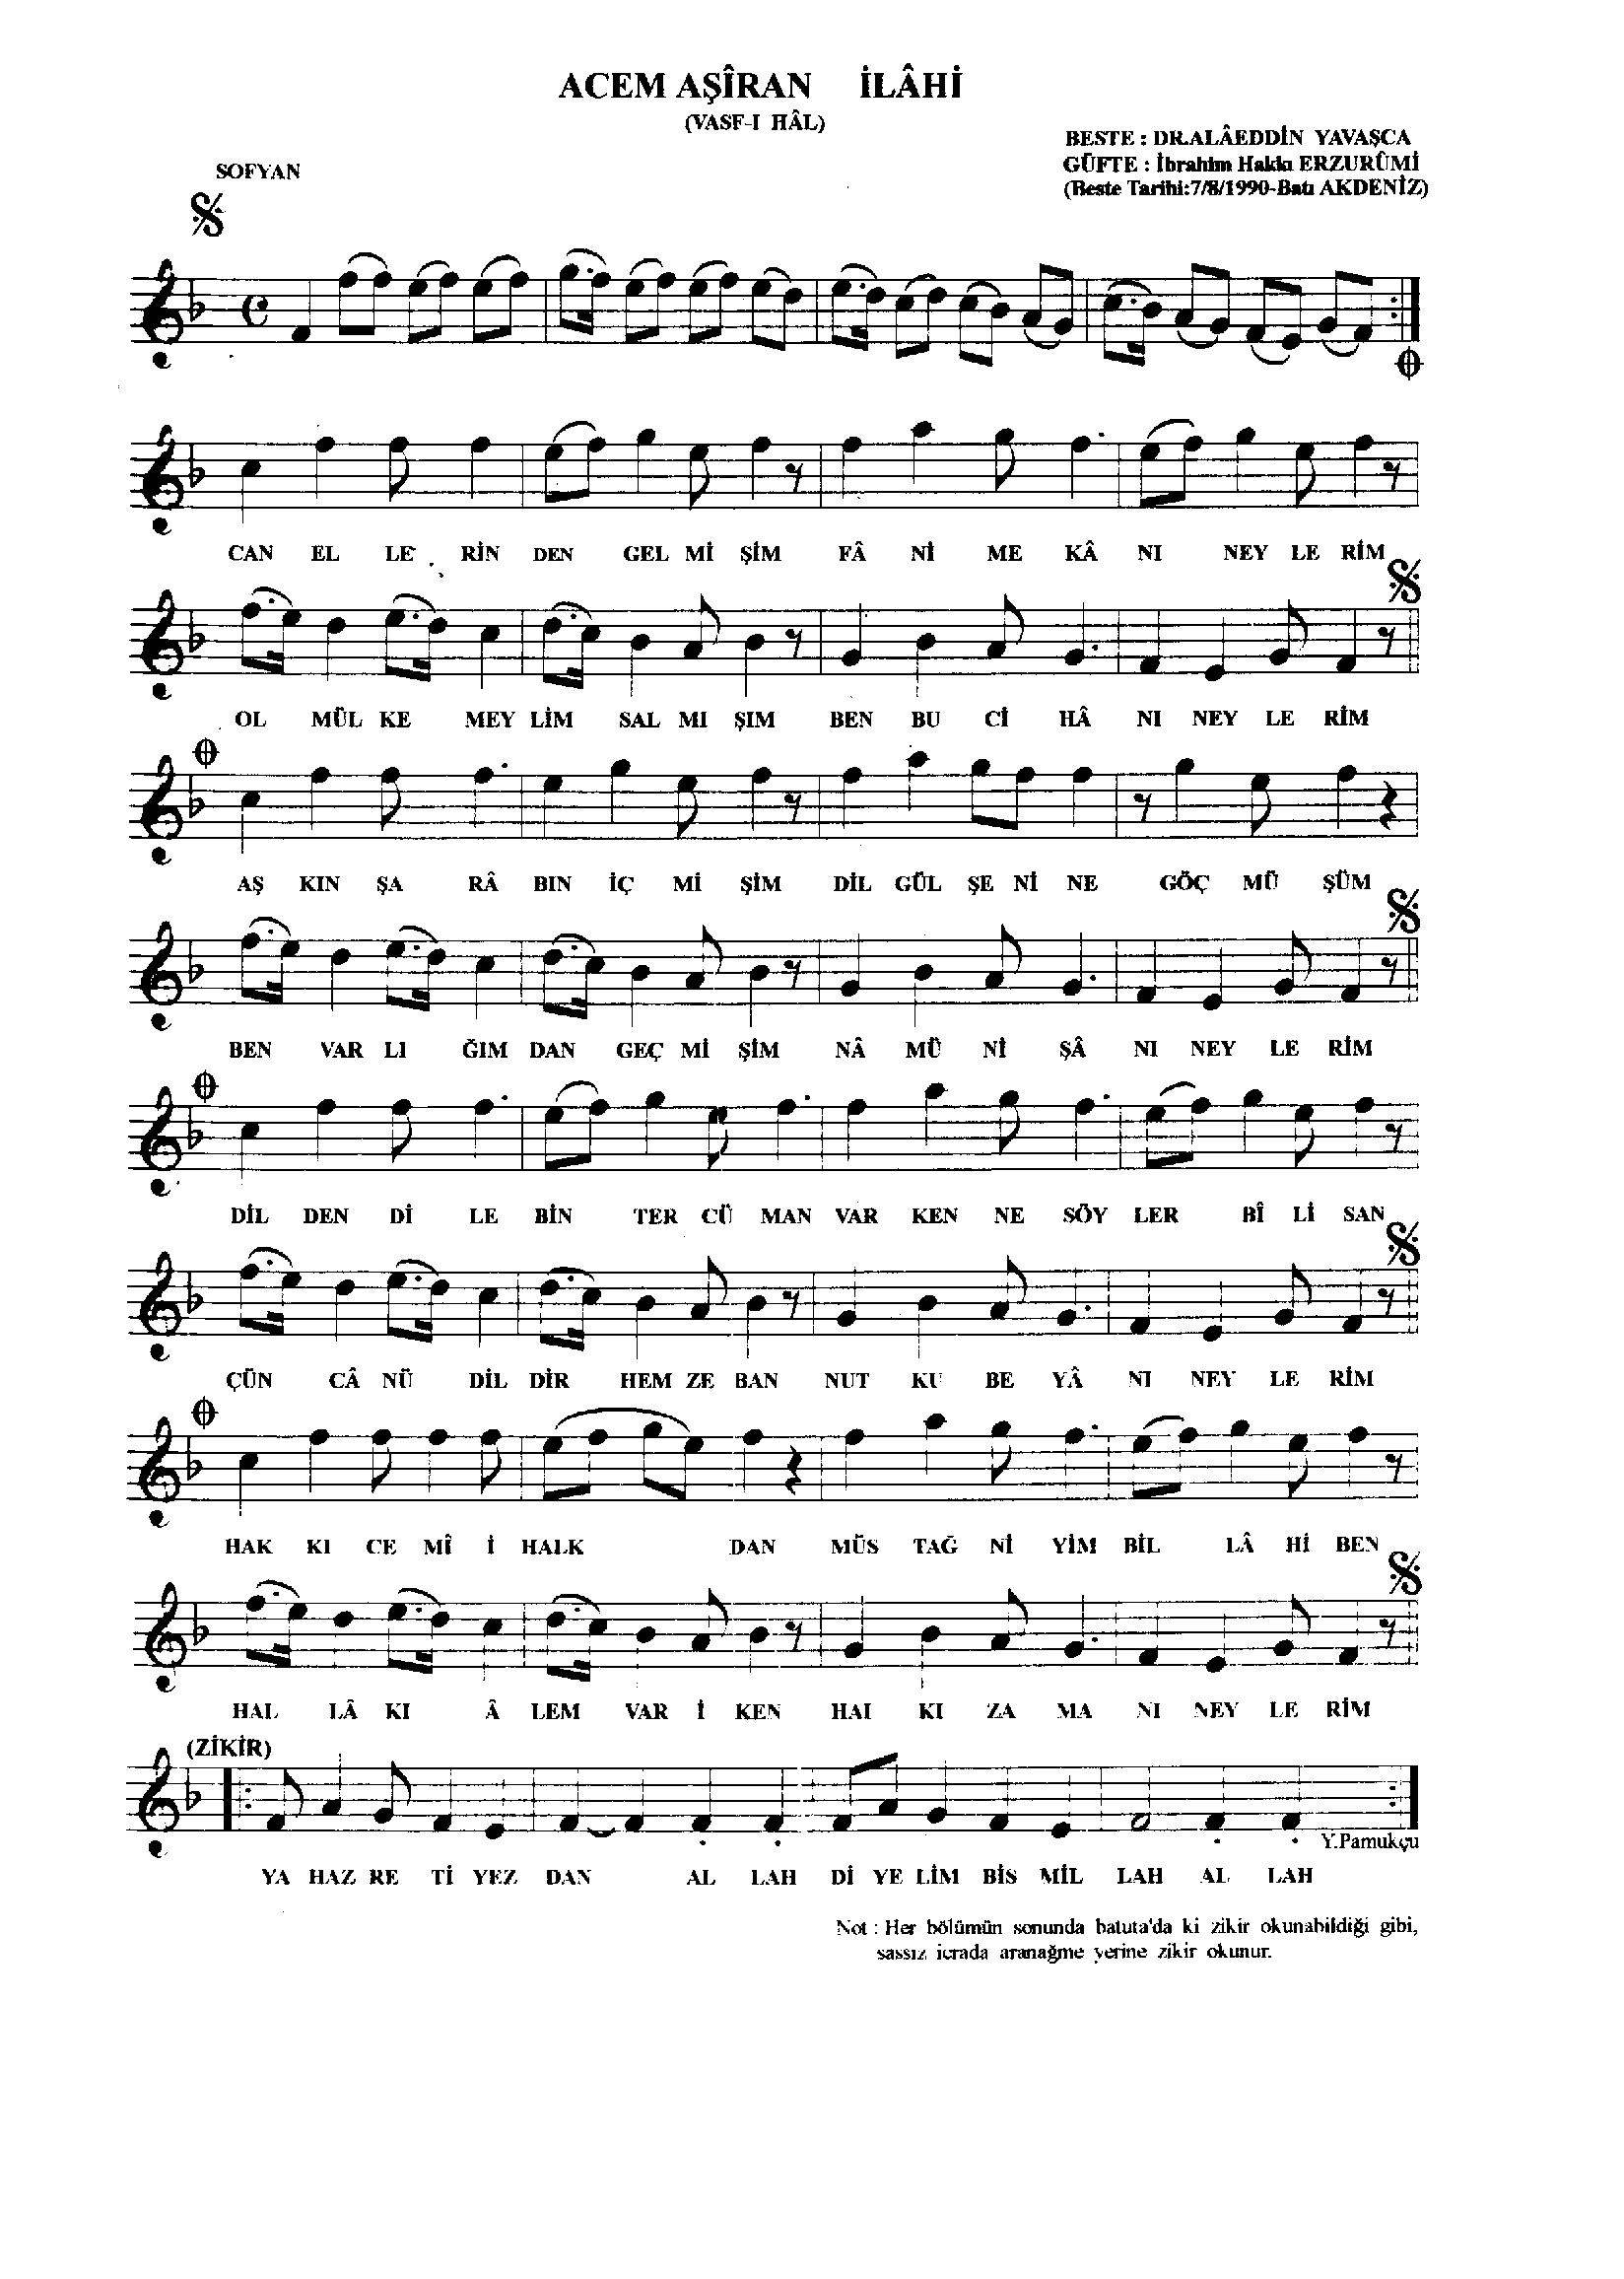 ACEM AŞÎRAN İLÂHİ
(VASF-I HÂL)
BESTE : DR.ALÂEDDİN YAVAŞCA
SOFYAN
GÜFTE : İbrahim Hakkı ERZURÛMİ
(Beste Tarihi:7/8/1990-Batı AKDENİZ)
CAN EL LE RİN DEN GEL Mİ ŞİM FÂ Nİ ME KÂ NI NEY LE RİM
OL MÜL KE MEY LİM SAL MI ŞIM BEN BU Cİ HÂ NI NEY LE RİM
AŞ KIN ŞA RÂ BIN İÇ Mİ ŞİM DİL GÜL ŞE Nİ NE GÖÇ MÜ ŞÜM
BEN VAR LI ĞIM DAN GEÇ Mİ ŞİM NÂ MÜ Nİ ŞÂ NI NEY LE RİM
DİL DEN Dİ LE BİN TER CÜ MAN VAR KEN NE SÖY LER BÎ Lİ SAN
ÇÜN CÂ NÜ DİL DİR HEM ZE BAN NUT KU BE YÂ NI NEY LE RİM
HAK KI CE MÎ İ HALK DAN MÜS TAĞ Nİ YİM BİL LÂ Hİ BEN
HAL LÂ KI Â LEM VAR İ KEN HAL KI ZA MA NI NEY LE RİM
(ZİKİR)
Y.Pamukçu
YA HAZ RE Tİ YEZ DAN AL LAH Dİ YE LİM BİS MİL LAH AL LAH
Not : Her bölümün sonunda batuta'da ki zikir okunabildiği gibi,
sassız icrada aranağme yerine zikir okunur.